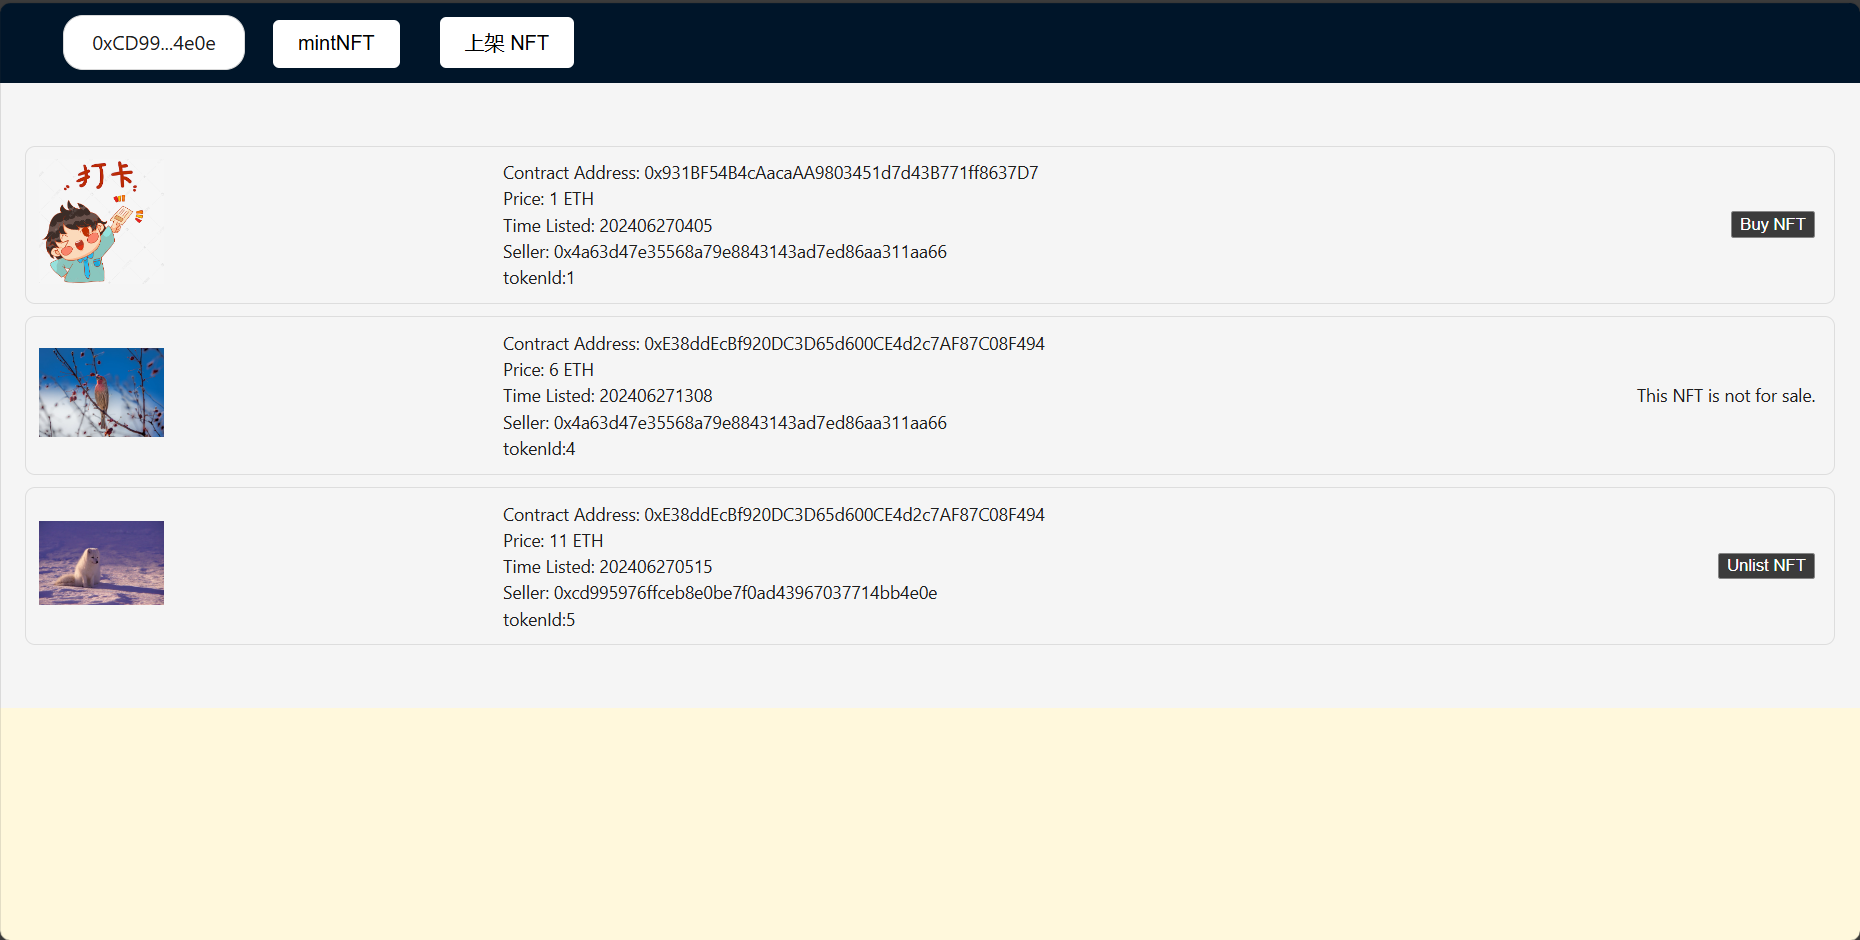 0xCD99...4e0e
mintNFT
上架 NFT
打卡
Contract Address: 0x931BF54B4cAacaAA9803451d7d43B771ff8637D7
Price: 1 ETH
Time Listed: 202406270405
Seller: 0x4a63d47e35568a79e8843143ad7ed86aa311aa66
tokenId:1
Buy NFT
Contract Address: 0xE38ddEcBf920DC3D65d600CE4d2c7AF87C08F494
Price: 6 ETH
Time Listed: 202406271308
Seller: 0x4a63d47e35568a79e8843143ad7ed86aa311aa66
tokenId:4
This NFT is not for sale.
Contract Address: 0xE38ddEcBf920DC3D65d600CE4d2c7AF87C08F494
Price: 11 ETH
Time Listed: 202406270515
Seller: 0xcd995976ffceb8e0be7f0ad43967037714bb4e0e
tokenId:5
Unlist NFT